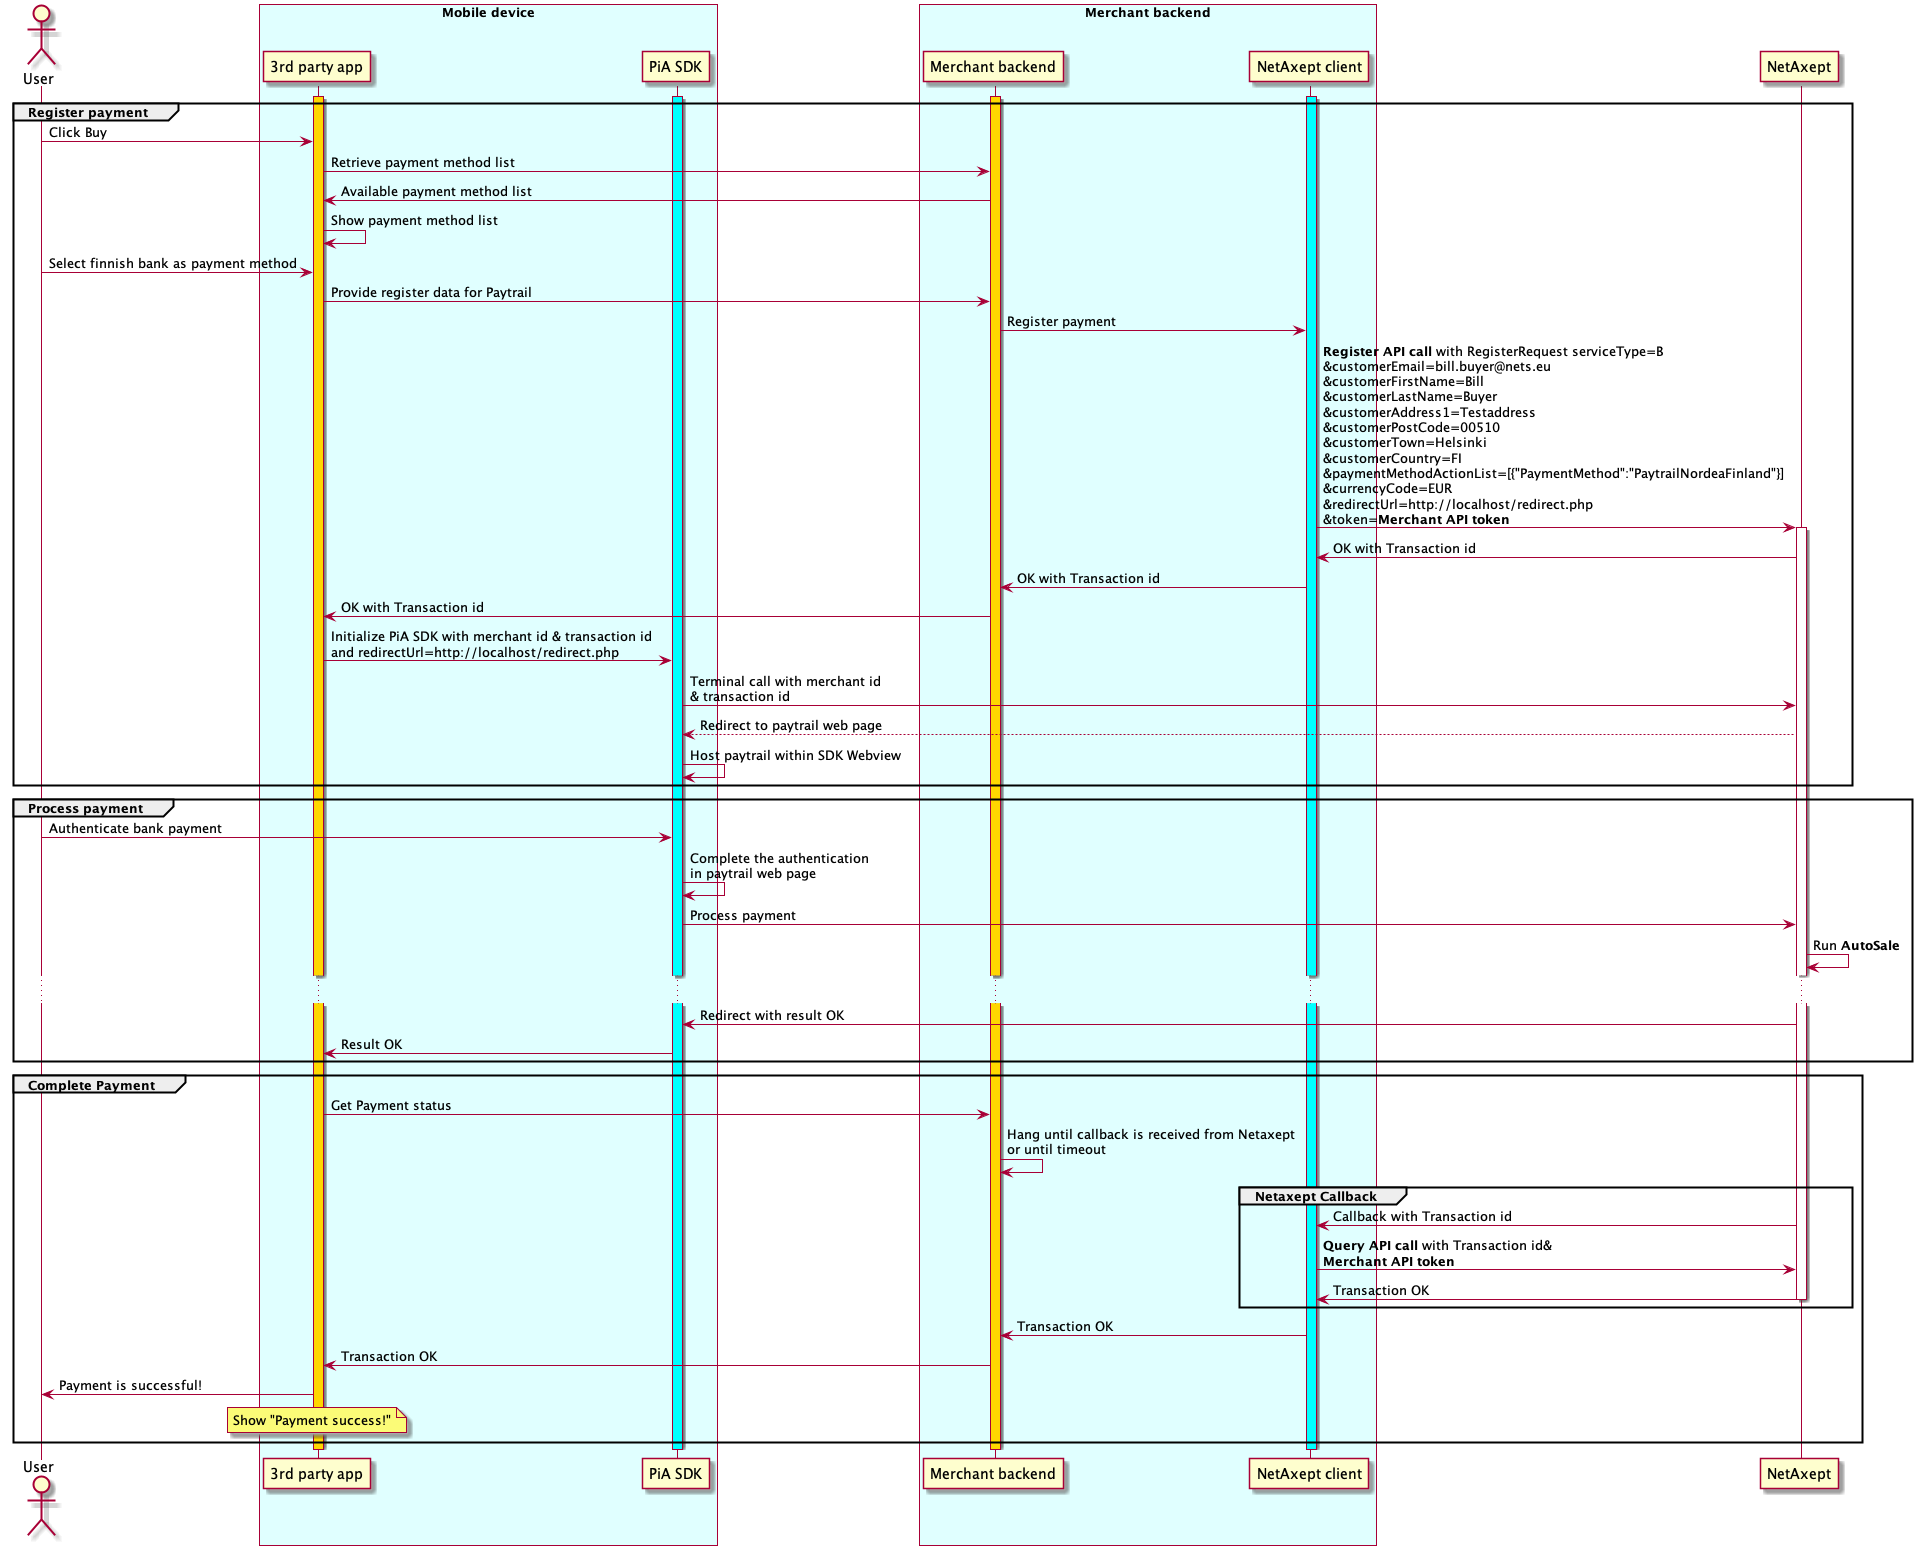 Mobile device
Merchant backend
User
3rd party app
PiA SDK
Merchant backend
NetAxept client
NetAxept
Register payment
Click Buy
Retrieve payment method list
Available payment method list
Show payment method list
Select finnish bank as payment method
Provide register data for Paytrail
Register payment
Register API call with RegisterRequest serviceType=B
&customerEmail=bill.buyer@nets.eu
&customerFirstName=Bill
&customerLastName=Buyer
&customerAddress1=Testaddress
&customerPostCode=00510
&customerTown=Helsinki
&customerCountry=FI
&paymentMethodActionList=[{"PaymentMethod":"PaytrailNordeaFinland"}]
&currencyCode=EUR
&redirectUrl=http://localhost/redirect.php
&token=Merchant API token
OK with Transaction id
OK with Transaction id
OK with Transaction id
Initialize PiA SDK with merchant id & transaction id
and redirectUrl=http://localhost/redirect.php
Terminal call with merchant id
& transaction id
Redirect to paytrail web page
Host paytrail within SDK Webview
Process payment
Authenticate bank payment
Complete the authentication
in paytrail web page
Process payment
Run AutoSale
Redirect with result OK
Result OK
Complete Payment
Get Payment status
Hang until callback is received from Netaxept
or until timeout
Netaxept Callback
Callback with Transaction id
Query API call with Transaction id&
Merchant API token
Transaction OK
Transaction OK
Transaction OK
Payment is successful!
Show "Payment success!"
User
3rd party app
PiA SDK
Merchant backend
NetAxept client
NetAxept